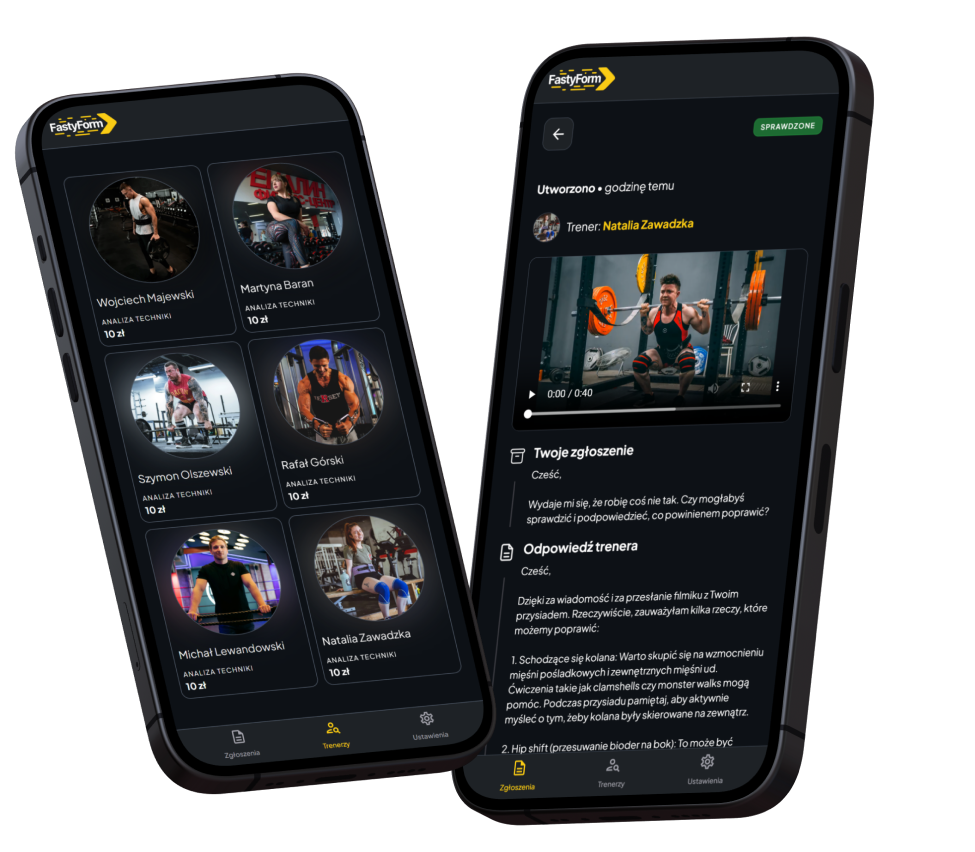 FastyForm
Wojciech Majewski
ANALIZA TECHNIKI
10 zł
Martyna Baran
ANALIZA TECHNIKI
10 zł
Szymon Olszewski
ANALIZA TECHNIKI
10 zł
Rafał Górski
ANALIZA TECHNIKI
10 zł
Michał Lewandowski
ANALIZA TECHNIKI
10 zł
Natalia Zawadzka
ANALIZA TECHNIKI
10 zł
Zgłoszenia
Trenerzy
Ustawienia
FastyForm
SPRAWDZONE
Utworzono • godzinę temu
Trener: Natalia Zawadzka
0:00 / 0:40
Twoje zgłoszenie
Cześć,
Wydaje mi się, że robię coś nie tak. Czy mogłabyś
sprawdzić i podpowiedzieć, co powinienem poprawić?
Odpowiedź trenera
Cześć,
Dzięki za wiadomość i za przesłanie filmiku z Twoim
przysiadem. Rzeczywiście, zauważyłam kilka rzeczy, które
możemy poprawić:
1. Schodzące się kolana: Warto skupić się na wzmocnieniu
mięśni pośladkowych i zewnętrznych mięśni ud.
Ćwiczenia takie jak clamshells czy monster walks mogą
pomóc. Podczas przysiadu pamiętaj, aby aktywnie
myśleć o tym, żeby kolana były skierowane na zewnątrz.
2. Hip shift (przesuwanie bioder na bok): To może być
Zgłoszenia
Trenerzy
Ustawienia